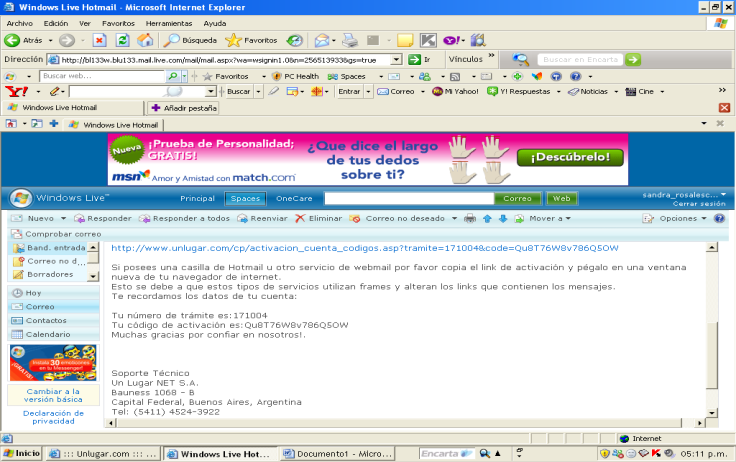 Windows Live Hotmail - Microsoft Internet Explorer
Archivo Edición Ver Favoritos Herramientas Ayuda
Atrás Búsqueda Favoritos
Dirección http://bl133w.blu133.mail.live.com/mail/mail.aspx?wa=wsignin1.0&n=256513933&gs=true Ir Vínculos » Buscar en Encarta
Buscar web... Favoritos PC Health Spaces
Y! Buscar Entrar Correo Mi Yahoo! Y! Respuestas Noticias Cine »
Windows Live Hotmail Añadir pestaña
Windows Live Hotmail
Nueva ¡Prueba de Personalidad; GRATIS!
msn Amor y Amistad con match.com
¿Que dice el largo
de tus dedos
sobre ti?
¡Descúbrelo!
Windows Live™ Principal Spaces OneCare Correo Web sandra_rosalesc...
Cerrar sesión
Nuevo Responder Responder a todos Reenviar Eliminar Correo no deseado Mover a Opciones
Comprobar correo
Band. entrada
Correo no d...
Borradores
Hoy
Correo
Contactos
Calendario
¡GRATIS! Instala 30 emoticones
en tu Messenger!
Cambiar a la
versión básica
Declaración de
privacidad
http://www.unlugar.com/cp/activacion_cuenta_codigos.asp?tramite=171004&code=Qu8T76W8v786Q5OW
Si posees una casilla de Hotmail u otro servicio de webmail por favor copia el link de activación y pégalo en una ventana
nueva de tu navegador de internet.
Esto se debe a que estos tipos de servicios utilizan frames y alteran los links que contienen los mensajes.
Te recordamos los datos de tu cuenta:
Tu número de trámite es:171004
Tu código de activación es:Qu8T76W8v786Q5OW
Muchas gracias por confiar en nosotros!.
Soporte Técnico
Un Lugar NET S.A.
Bauness 1068 - B
Capital Federal, Buenos Aires, Argentina
Tel: (5411) 4524-3922
Internet
Inicio ::: Unlugar.com ::: ... Windows Live Hot... Documento1 - Micro... Encarta 05:11 p.m.